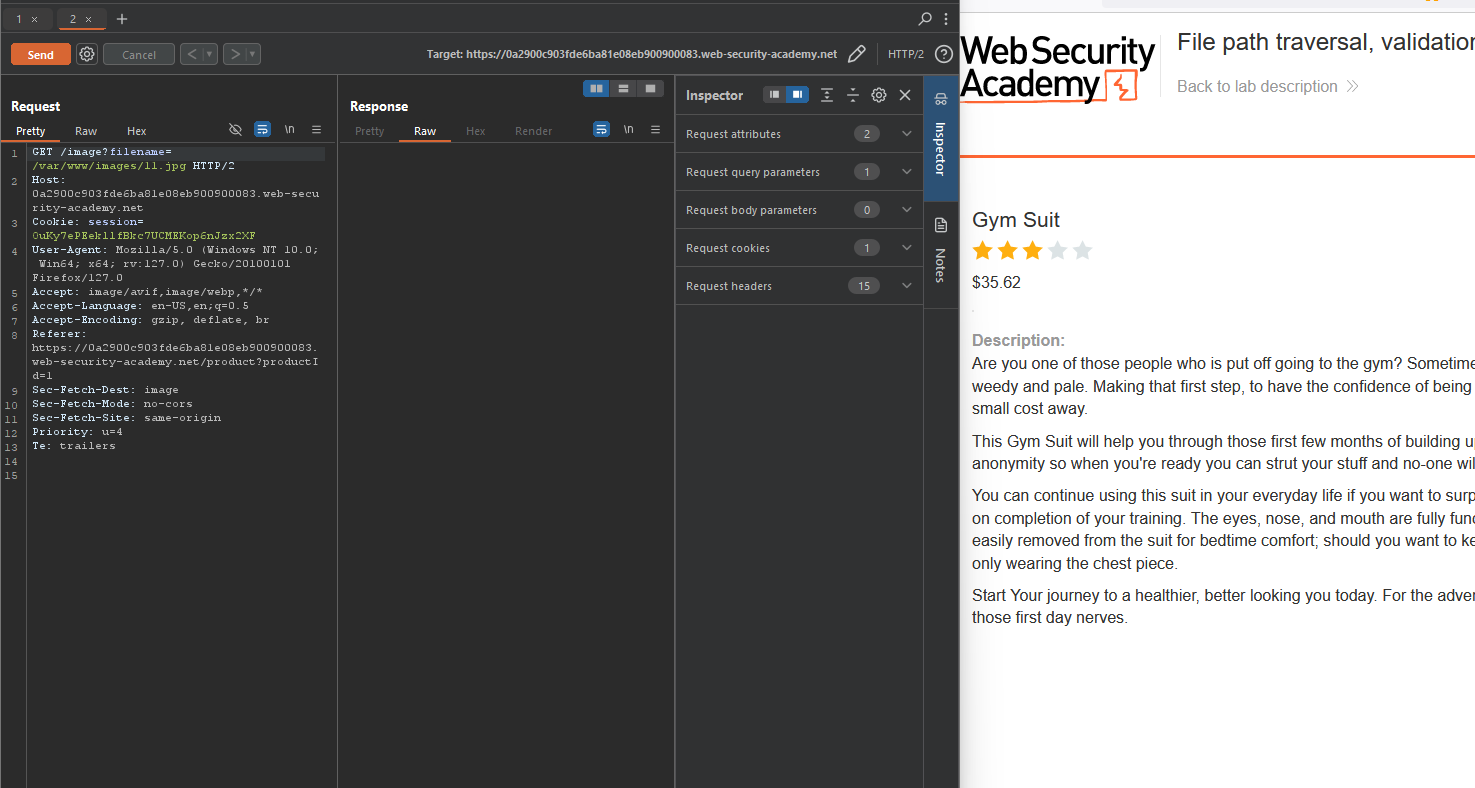 1 ×
2 ×
+
Send
Cancel
<
>
Target: https://0a2900c903fde6ba81e08eb900900083.web-security-academy.net
HTTP/2
?
Request
Pretty
Raw
Hex
\n
1 GET /image?filename=
/var/www/images/11.jpg HTTP/2
2 Host:
0a2900c903fde6ba81e08eb900900083.web-secu
rity-academy.net
3 Cookie: session=
4 User-Agent: Mozilla/5.0 (Windows NT 10.0;
Win64; x64; rv:127.0) Gecko/20100101
Firefox/127.0
5 Accept: image/avif,image/webp,*/*
6 Accept-Language: en-US,en;q=0.5
7 Accept-Encoding: gzip, deflate, br
8 Referer:
https://0a2900c903fde6ba81e08eb900900083.
web-security-academy.net/product?productI
d=1
9 Sec-Fetch-Dest: image
10 Sec-Fetch-Mode: no-cors
11 Sec-Fetch-Site: same-origin
12 Priority: u=4
13 Te: trailers
14
15
Response
Pretty
Raw
Hex
Render
\n
Inspector
Request attributes 2
Request query parameters 1
Request body parameters 0
Request cookies 1
Request headers 15
Inspector
Notes
Web Security
Academy
File path traversal, validation
Back to lab description
Gym Suit
$35.62
Description:
Are you one of those people who is put off going to the gym? Sometime
weedy and pale. Making that first step, to have the confidence of being
small cost away.
This Gym Suit will help you through those first few months of building u
anonymity so when you're ready you can strut your stuff and no-one wil
You can continue using this suit in your everyday life if you want to surp
on completion of your training. The eyes, nose, and mouth are fully func
easily removed from the suit for bedtime comfort; should you want to ke
only wearing the chest piece.
Start Your journey to a healthier, better looking you today. For the adver
those first day nerves.